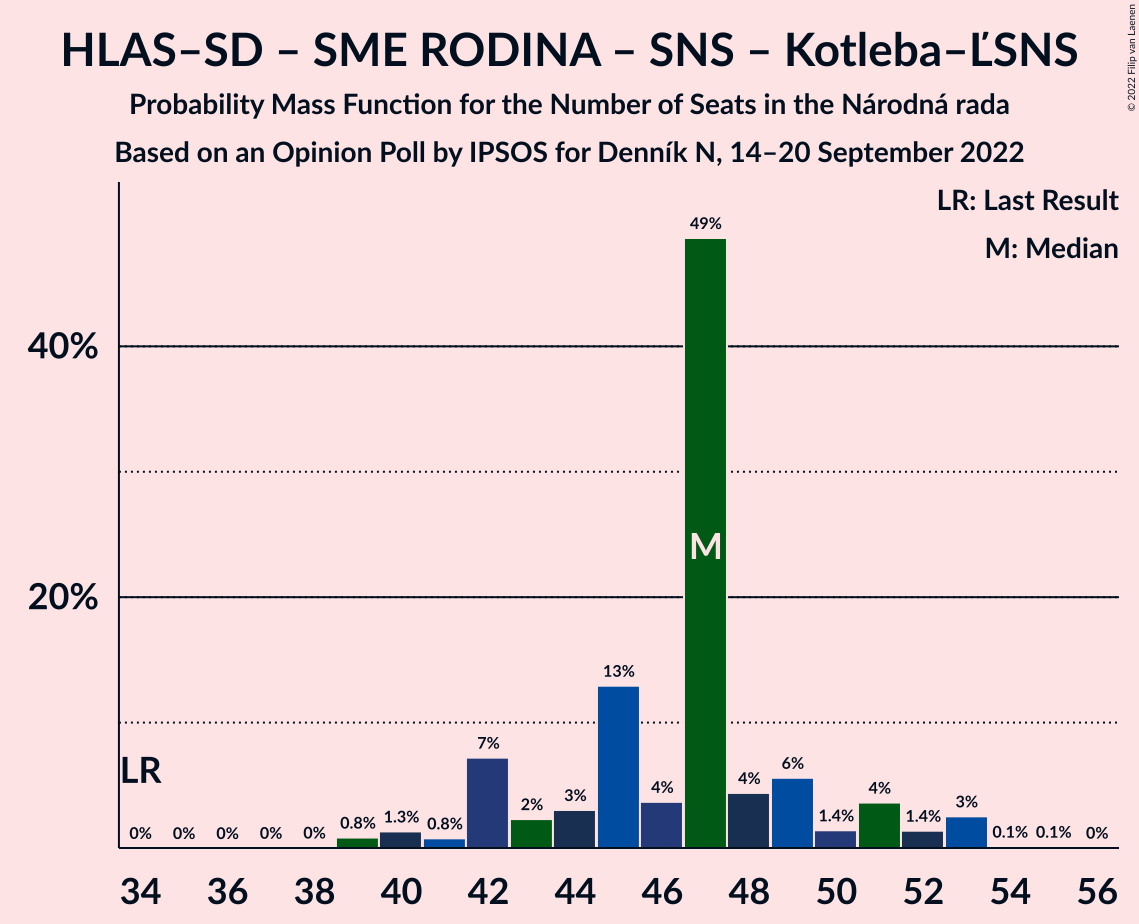 HLAS–SD – SME RODINA – SNS – Kotleba–ĽSNS
Probability Mass Function for the Number of Seats in the Národná rada
Based on an Opinion Poll by IPSOS for Denník N, 14–20 September 2022
© 2022 Filip van Laenen
LR: Last Result
M: Median
49%
40%
M
20%
13%
LR
7%
6%
0% 0% 0% 0% 0% 0.8% 1.3% 0.8% 2% 3% 4% 4% 1.4% 4% 1.4% 3% 0.1% 0.1% 0%
34 36 38 40 42 44 46 48 50 52 54 56